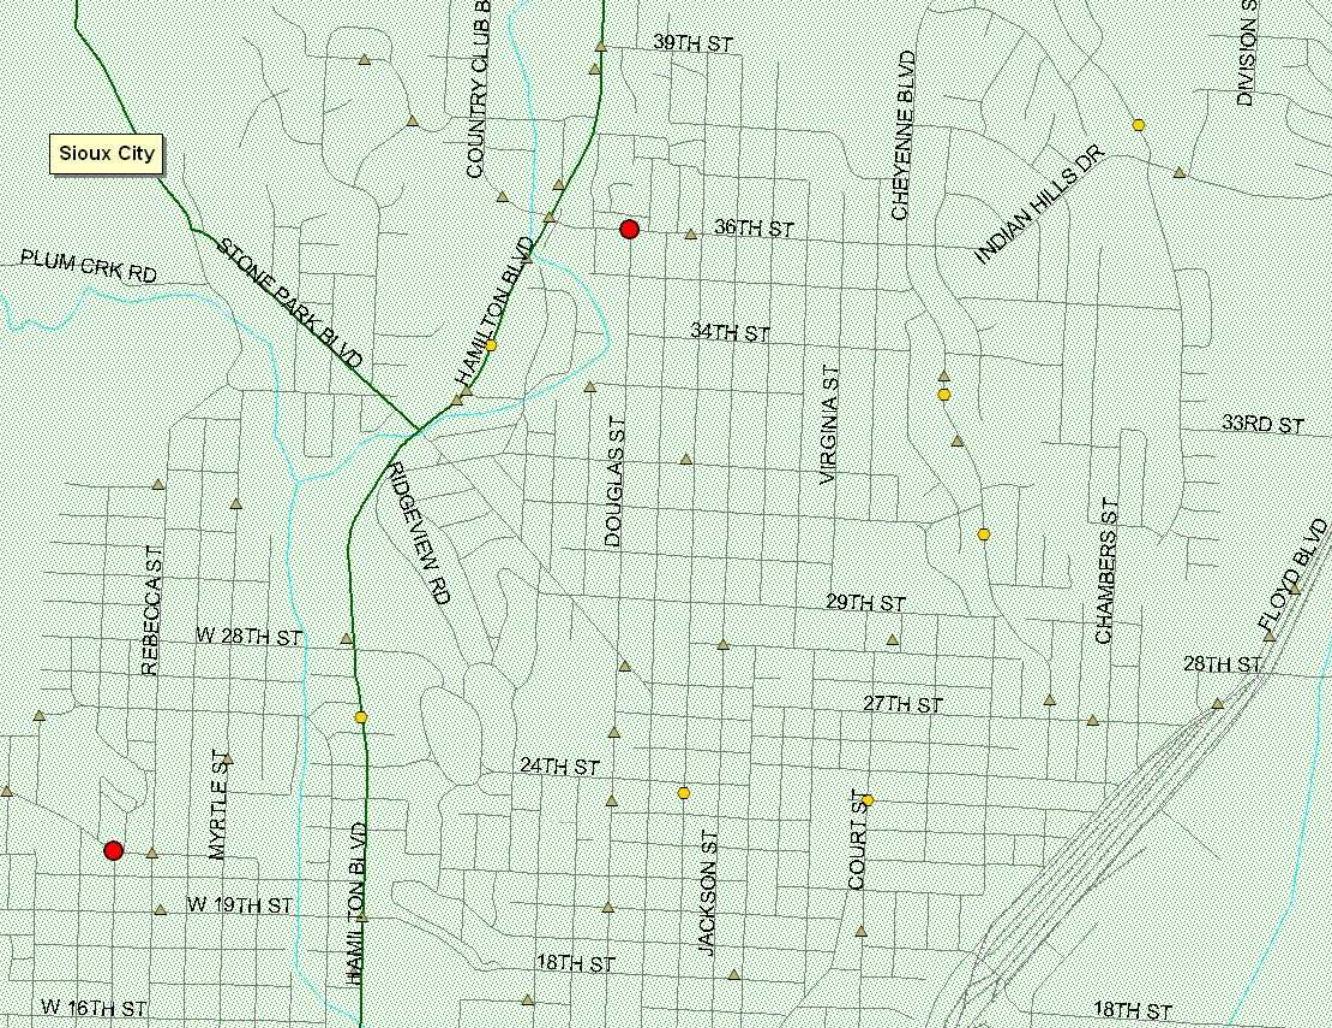 39TH ST
COUNTRY CLUB B
DIVISION S
CHEYENNE BLVD
Sioux City
INDIAN HILLS DR
36TH ST
PLUM CRK RD
STONE PARK BLVD
HAMILTON BLVD
34TH ST
VIRGINIA ST
33RD ST
DOUGLAS ST
RIDGEVIEW RD
CHAMBERS ST
FLOYD BLVD
REBECCA ST
29TH ST
W 28TH ST
28TH ST
27TH ST
24TH ST
MYRTLE ST
COURT ST
HAMILTON BLVD
JACKSON ST
W 19TH ST
18TH ST
W 16TH ST
18TH ST